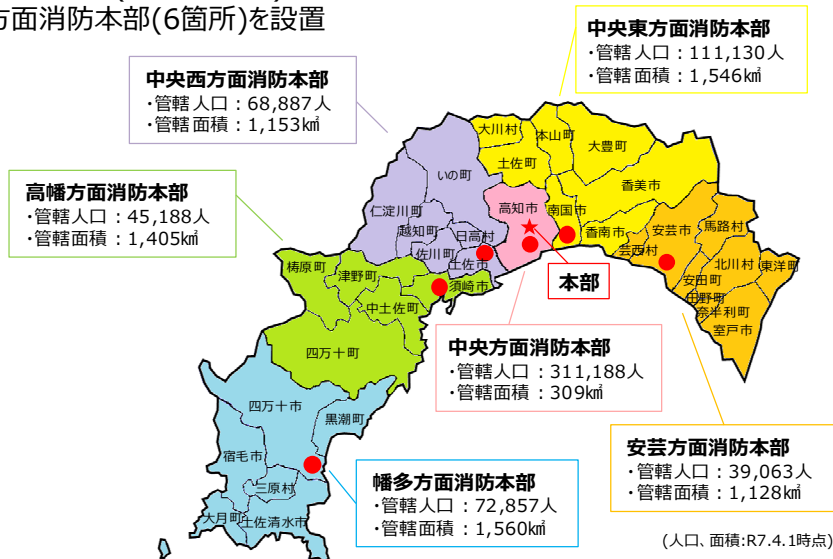 方面消防本部(6箇所)を設置
中央東方面消防本部
・管轄人口：111,130人
・管轄面積：1,546㎢
中央西方面消防本部
・管轄人口：68,887人
・管轄面積：1,153㎢
高幡方面消防本部
・管轄人口：45,188人
・管轄面積：1,405㎢
大川村
本山町
大豊町
土佐町
いの町
香美市
仁淀川町
高知市
南国市
越知町
日高村
香南市
安芸市
馬路村
佐川町
土佐市
芸西村
北川村
東洋町
梼原町
津野町
須崎市
本部
安田町
田野町
奈半利町
室戸市
中土佐町
四万十町
中央方面消防本部
・管轄人口：311,188人
・管轄面積：309㎢
四万十市
黒潮町
宿毛市
三原村
大月町
土佐清水市
幡多方面消防本部
・管轄人口：72,857人
・管轄面積：1,560㎢
安芸方面消防本部
・管轄人口：39,063人
・管轄面積：1,128㎢
(人口、面積:R7.4.1時点)